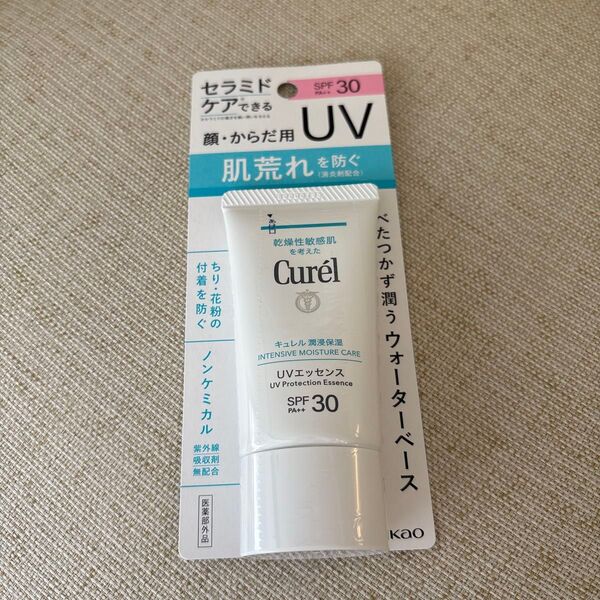 セラミド
ケア*できる
SPF 30
PA++
顔・からだ用
UV
肌荒れを防ぐ
(消炎剤配合)
べたつかず潤う ウォーターベース
ちり・花粉の
付着を防ぐ
ノンケミカル
紫外線
吸収剤
無配合
医薬部外品
乾燥性敏感肌
を考えた
Curél
キュレル 潤浸保湿
INTENSIVE MOISTURE CARE
UVエッセンス
UV Protection Essence
SPF 30
PA++
Kao